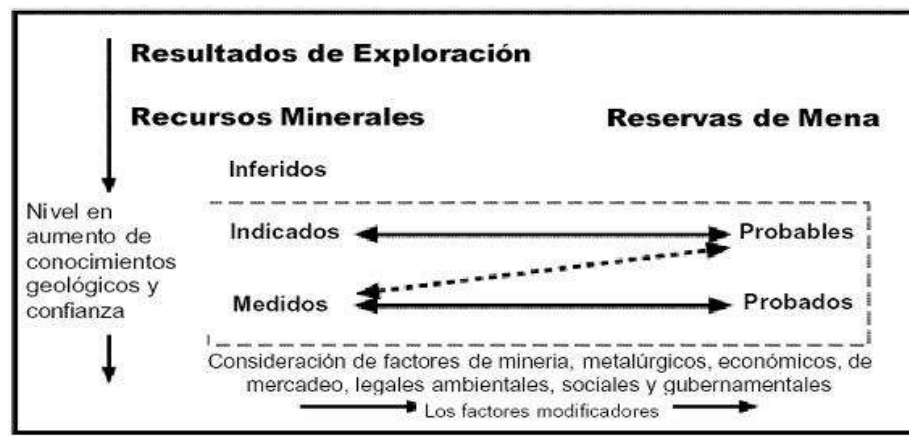 Resultados de Exploración
Recursos Minerales
Reservas de Mena
Inferidos
Nivel en
aumento de
conocimientos
geológicos y
confianza
Indicados
Probables
Medidos
Probados
Consideración de factores de mineria, metalúrgicos, económicos, de
mercadeo, legales ambientales, sociales y gubernamentales
Los factores modificadores